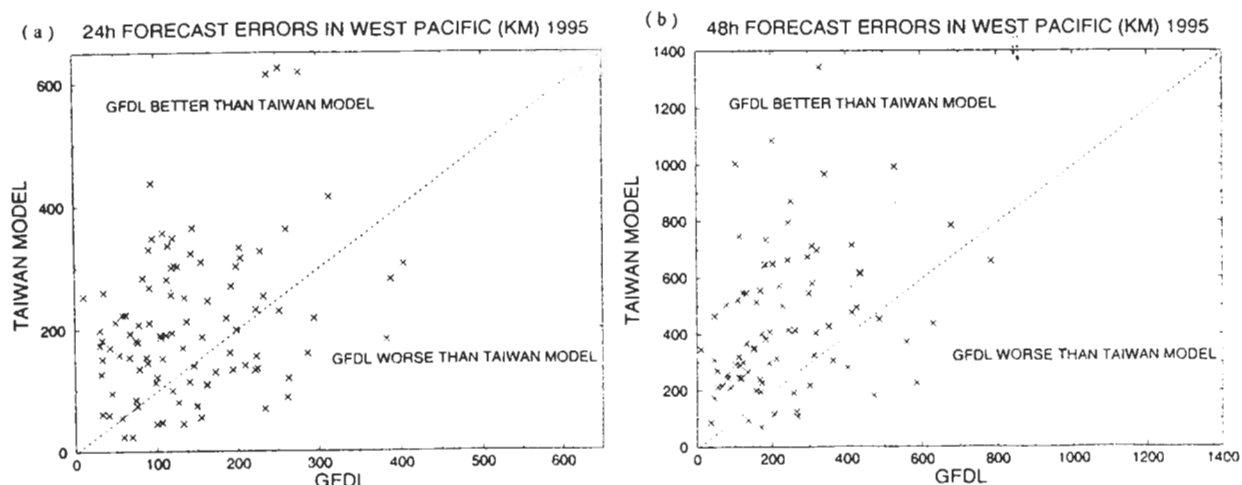 (a) 24h FORECAST ERRORS IN WEST PACIFIC (KM) 1995
600
GFDL BETTER THAN TAIWAN MODEL
400
TAIWAN MODEL
200
GFDL WORSE THAN TAIWAN MODEL
0
0 100 200 300 400 500 600
GFDL
(b) 48h FORECAST ERRORS IN WEST PACIFIC (KM) 1995
1400
1200
GFDL BETTER THAN TAIWAN MODEL
1000
800
TAIWAN MODEL
600
400
GFDL WORSE THAN TAIWAN MODEL
200
0
0 200 400 600 800 1000 1200 1400
GFDL